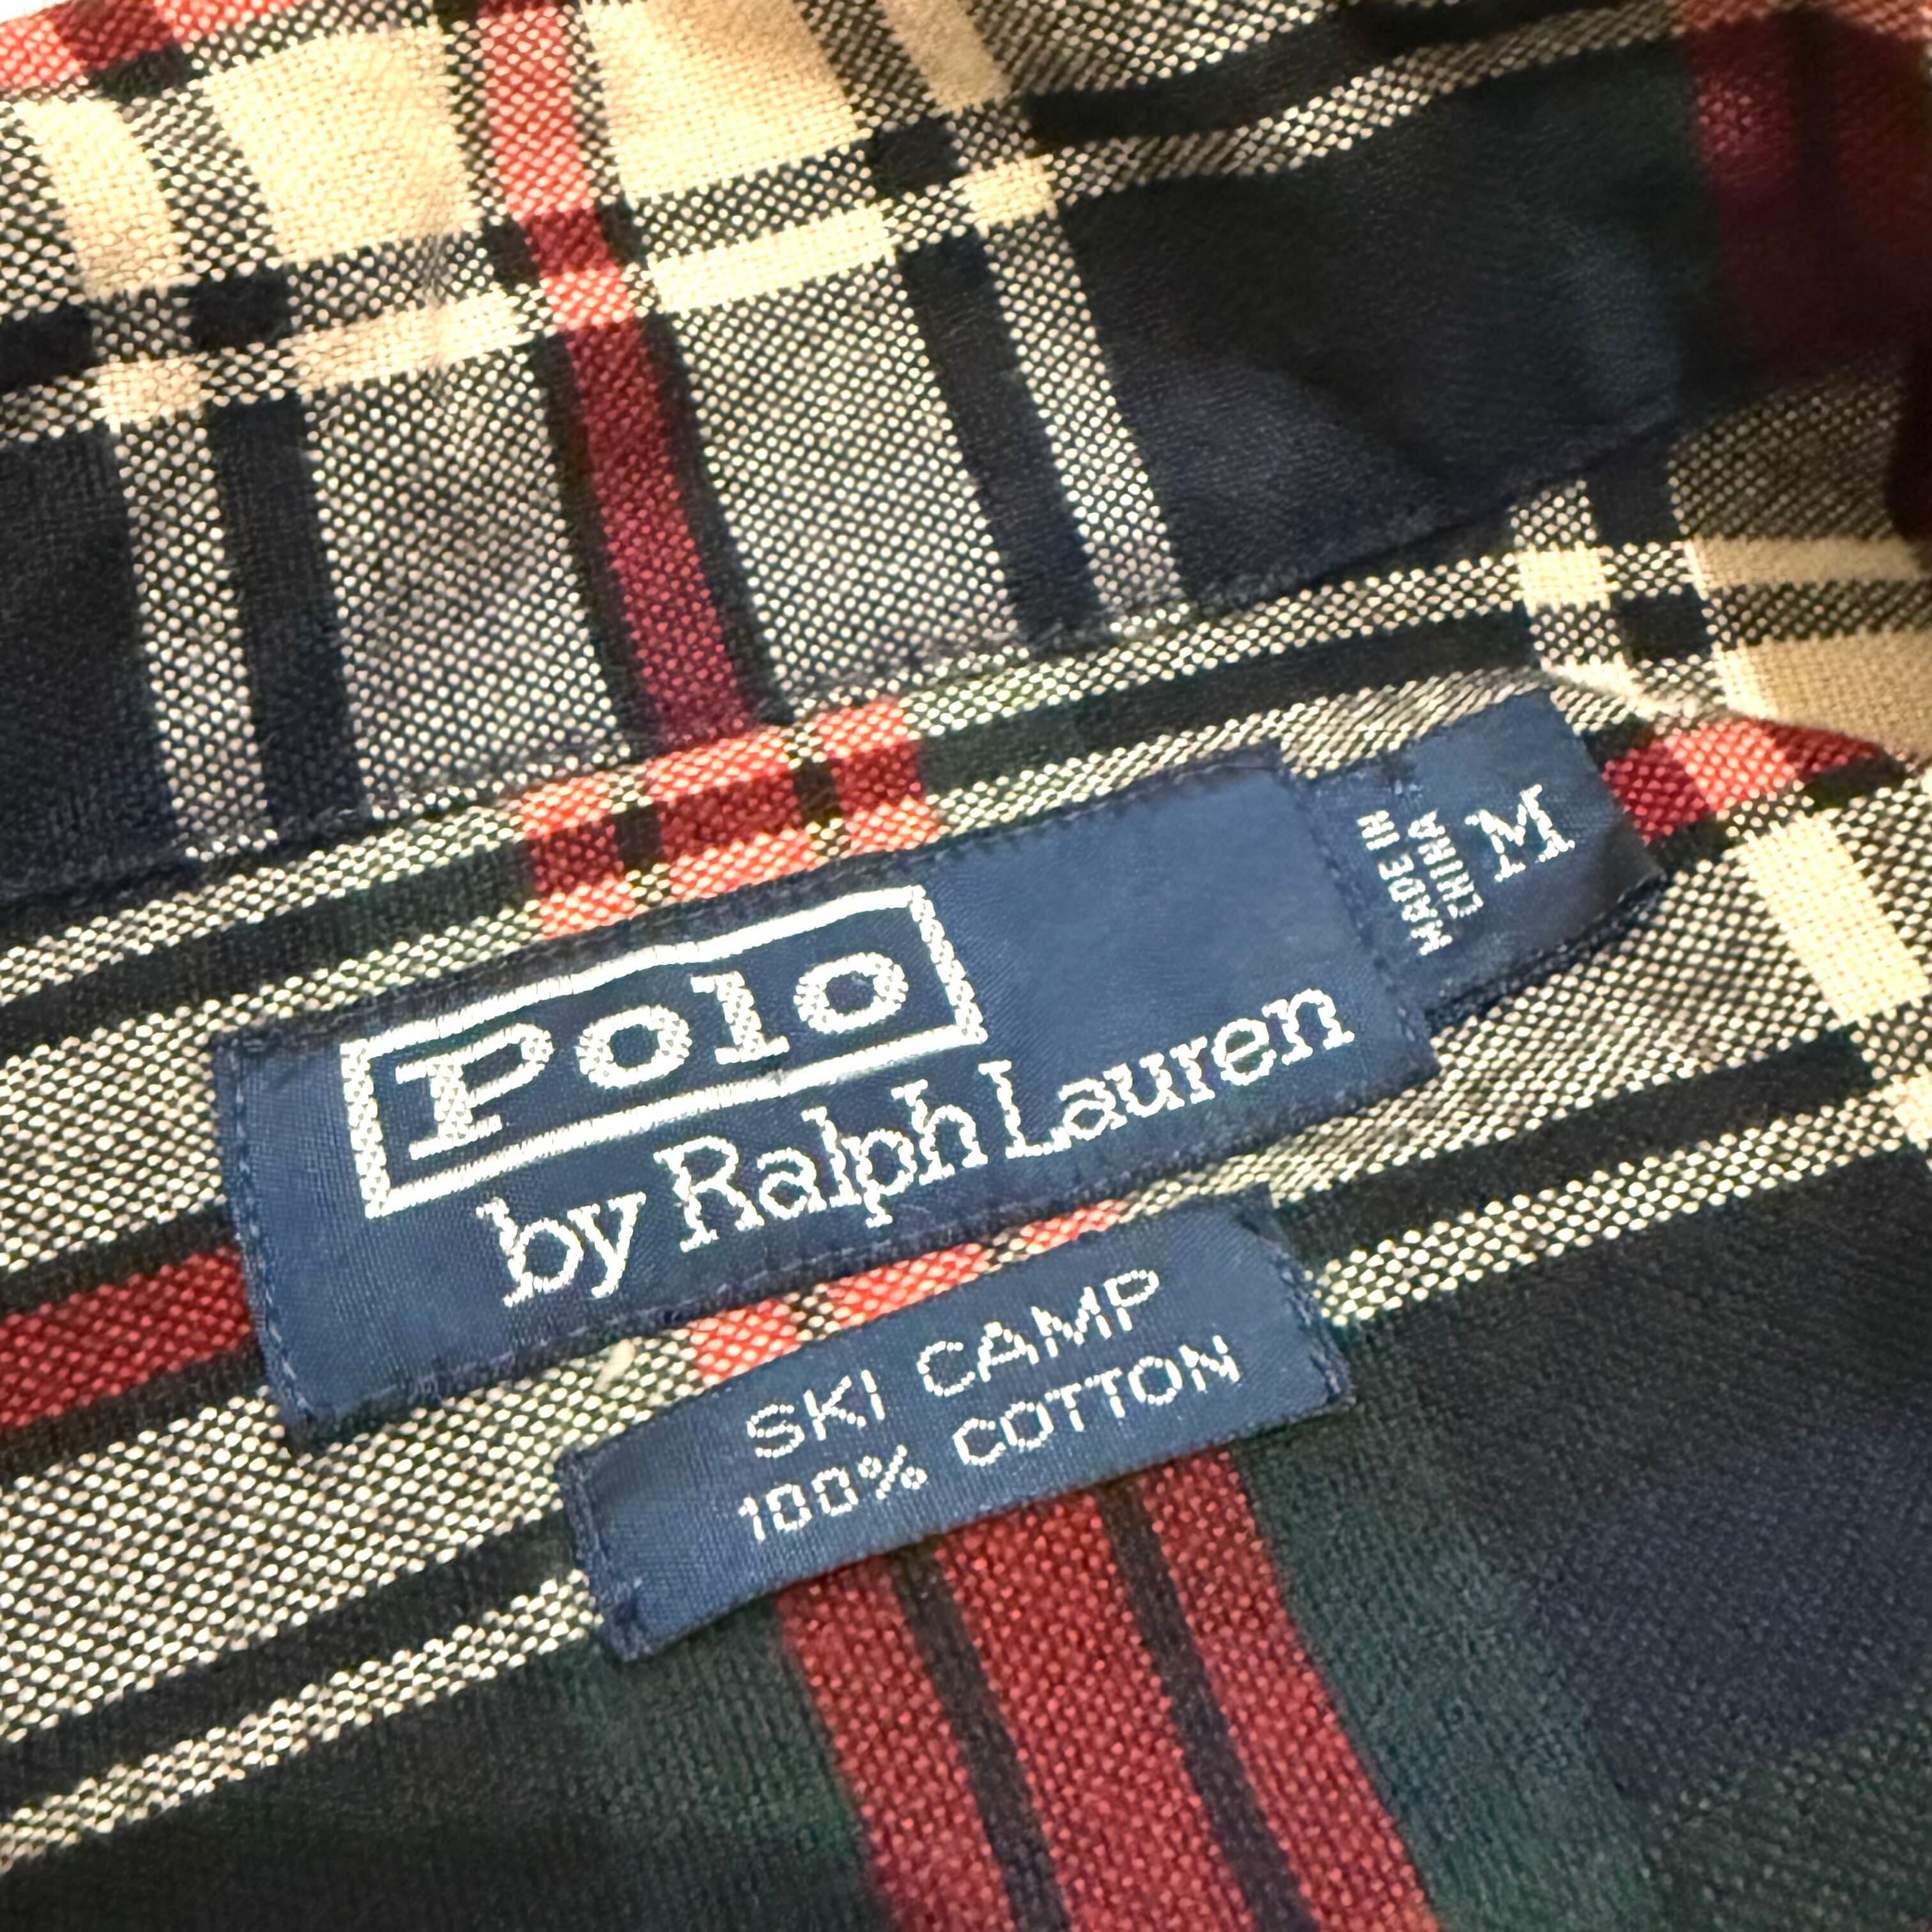 Polo
by Ralph Lauren
MADE IN
CHINA
M
SKI CAMP
100% COTTON